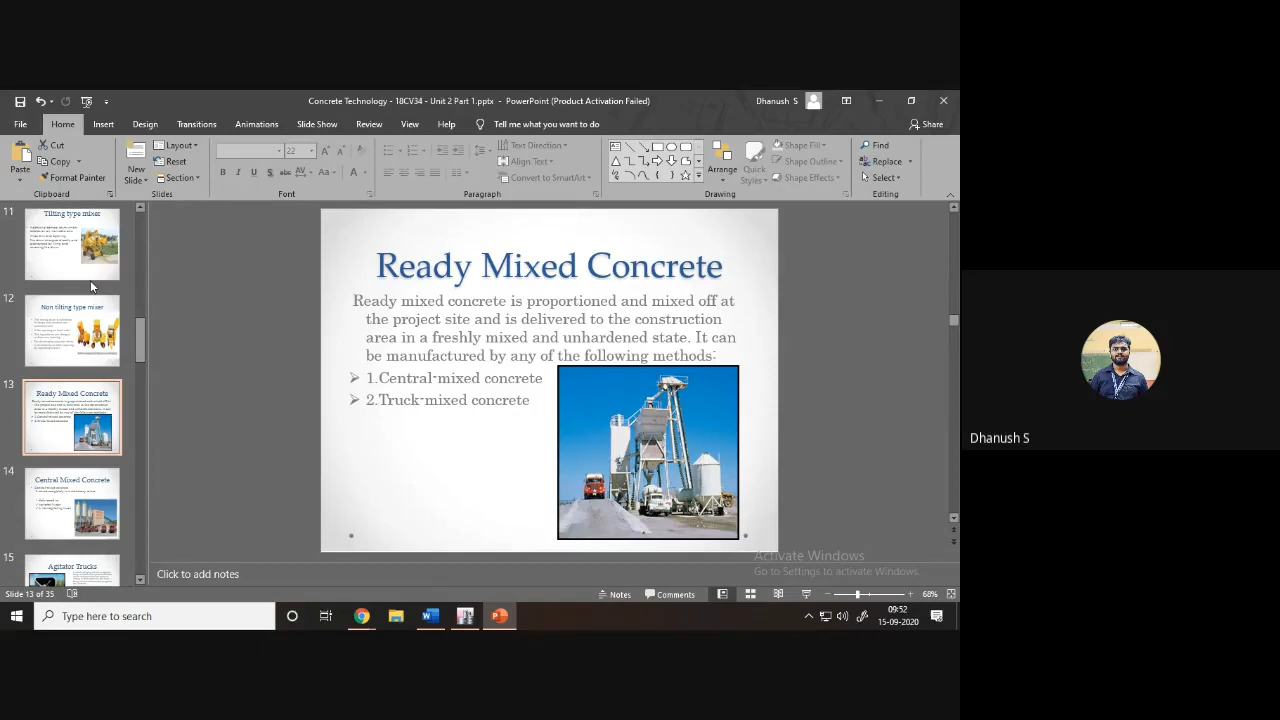 Concrete Technology - 18CV34 - Unit 2 Part 1.pptx - PowerPoint (Product Activation Failed)
Dhanush S
File Home Insert Design Transitions Animations Slide Show Review View Help Tell me what you want to do Share
Paste
Cut
Copy
Format Painter
Clipboard
New Slide
Layout
Reset
Section
Slides
22
B I U S abc AV Aa A
Font
Text Direction
Align Text
Convert to SmartArt
Paragraph
Arrange
Quick Styles
Shape Fill
Shape Outline
Shape Effects
Drawing
Find
Replace
Select
Editing
11
Tilting type mixer
12
Non tilting type mixer
13
Ready Mixed Concrete
14
Central Mixed Concrete
15
Agitator Trucks
Ready Mixed Concrete
Ready mixed concrete is proportioned and mixed off at
the project site and is delivered to the construction
area in a freshly mixed and unhardened state. It can
be manufactured by any of the following methods:
1.Central-mixed concrete
2.Truck-mixed concrete
Activate Windows
Go to Settings to activate Windows.
Click to add notes
Slide 13 of 35
Notes
Comments
68%
Type here to search
09:52
15-09-2020
Dhanush S